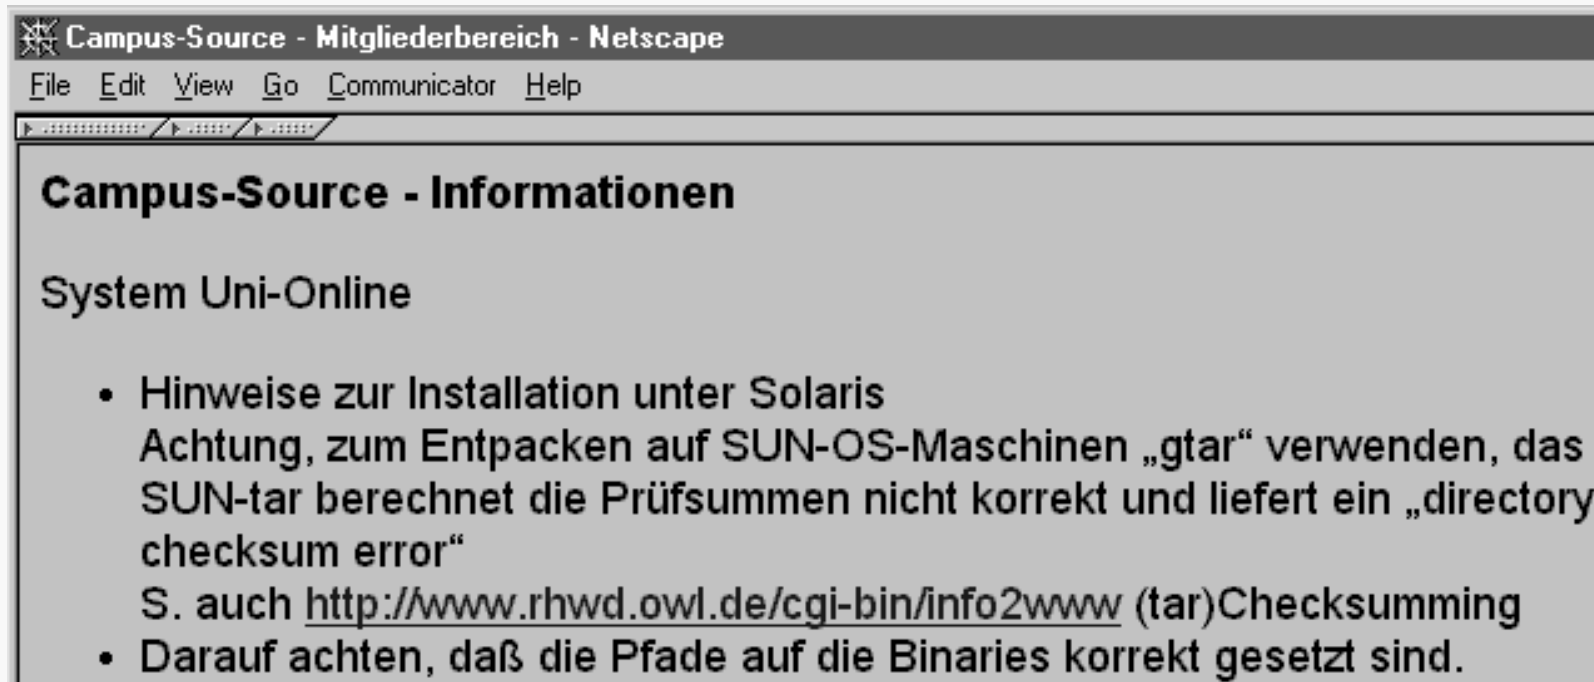 Campus-Source - Mitgliederbereich - Netscape
File Edit View Go Communicator Help
Campus-Source - Informationen
System Uni-Online
• Hinweise zur Installation unter Solaris
Achtung, zum Entpacken auf SUN-OS-Maschinen „gtar“ verwenden, das
SUN-tar berechnet die Prüfsummen nicht korrekt und liefert ein „directory
checksum error“
S. auch http://www.rhwd.owl.de/cgi-bin/info2www (tar)Checksumming
• Darauf achten, daß die Pfade auf die Binaries korrekt gesetzt sind.